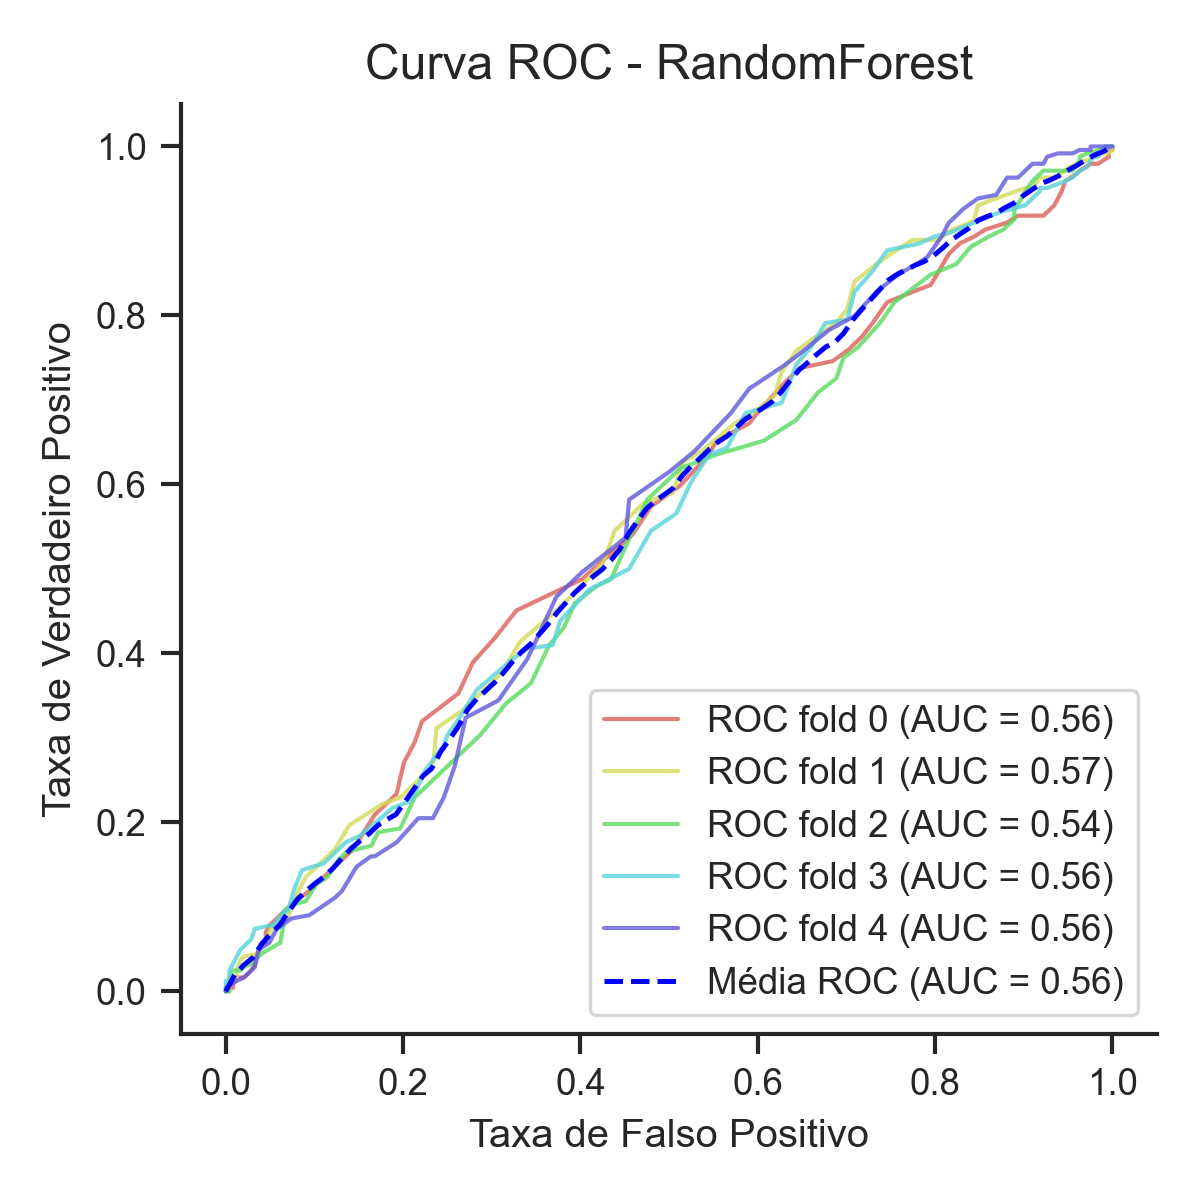 Curva ROC - RandomForest
Taxa de Verdadeiro Positivo
1.0
0.8
0.6
0.4
0.2
0.0
ROC fold 0 (AUC = 0.56)
ROC fold 1 (AUC = 0.57)
ROC fold 2 (AUC = 0.54)
ROC fold 3 (AUC = 0.56)
ROC fold 4 (AUC = 0.56)
Média ROC (AUC = 0.56)
0.0 0.2 0.4 0.6 0.8 1.0
Taxa de Falso Positivo